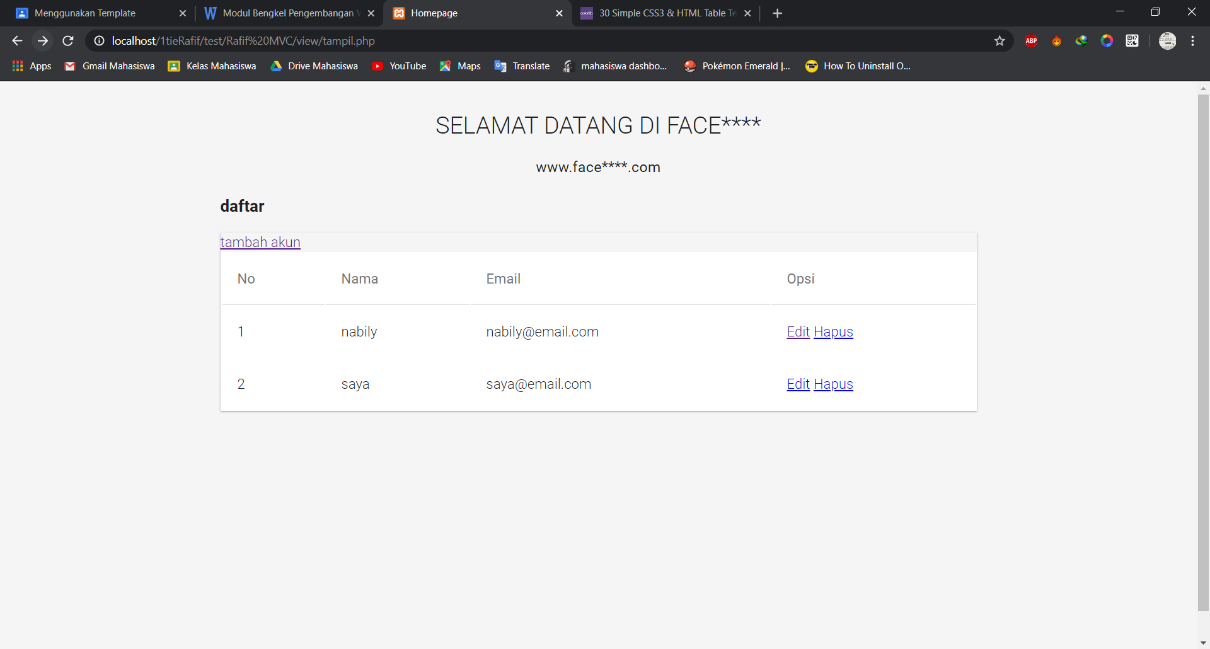 Menggunakan Template
Modul Bengkel Pengembangan
Homepage
30 Simple CSS3 & HTML Table Te
localhost/1tieRafif/test/Rafif%20MVC/view/tampil.php
ABP
Apps Gmail Mahasiswa Kelas Mahasiswa Drive Mahasiswa YouTube Maps Translate mahasiswa dashbo... Pokémon Emerald |... How To Uninstall O...
SELAMAT DATANG DI FACE****
www.face****.com
daftar
tambah akun
No Nama Email Opsi
1 nabily nabily@email.com Edit Hapus
2 saya saya@email.com Edit Hapus